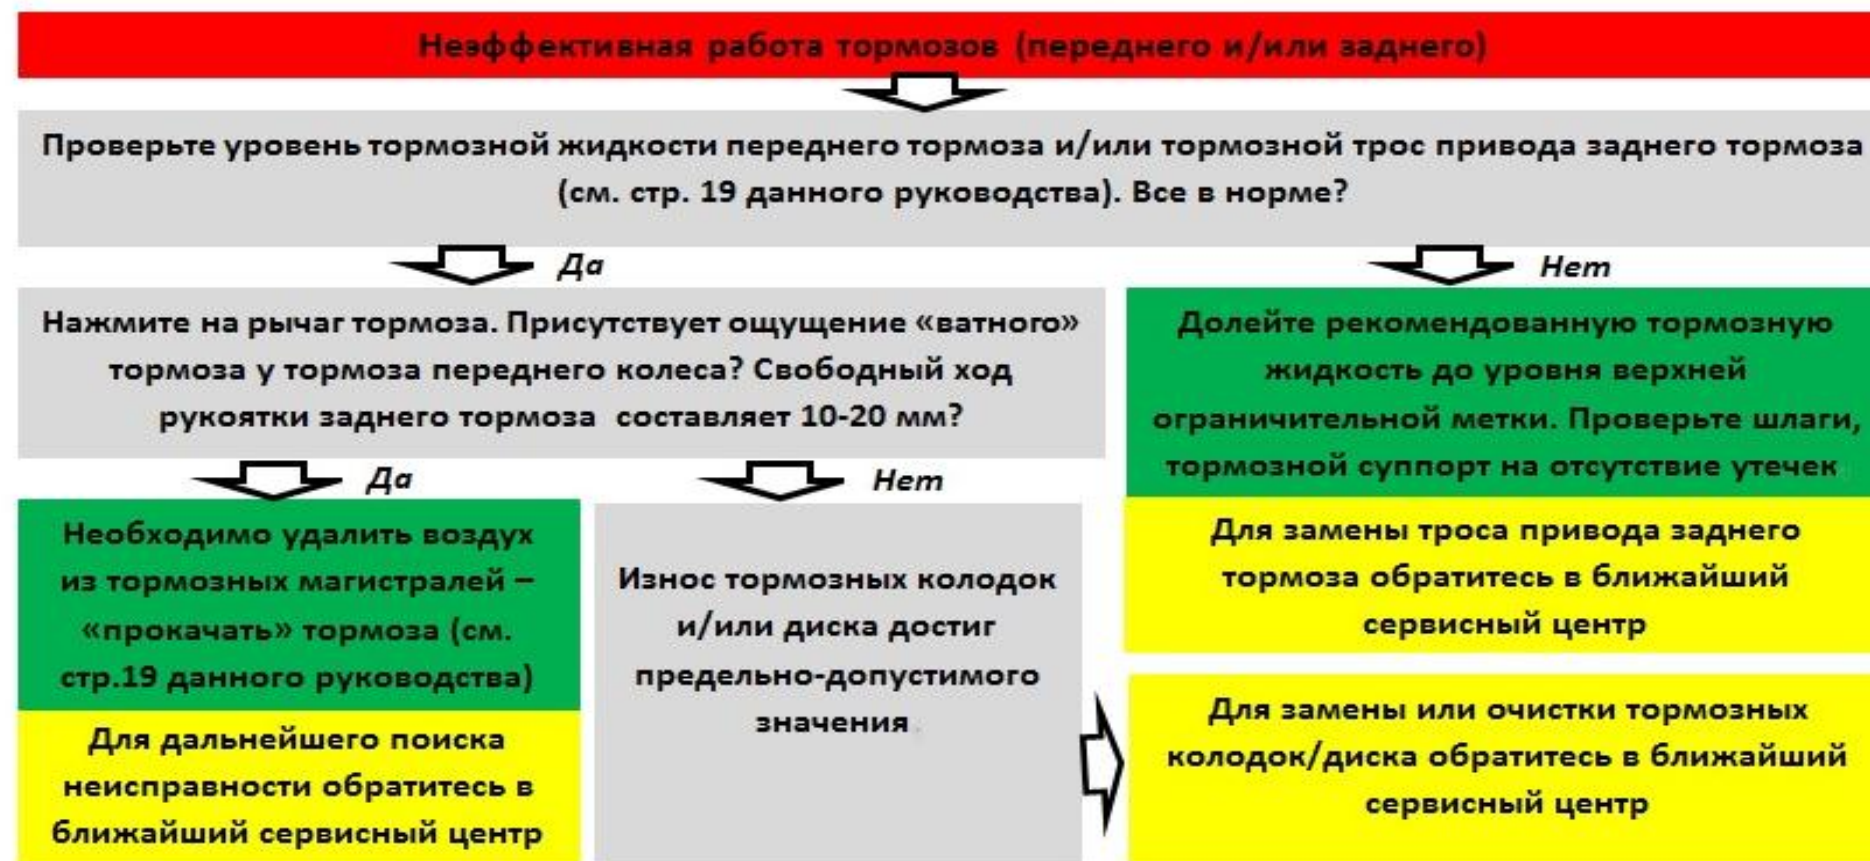 Неэффективная работа тормозов (переднего и/или заднего)
Проверьте уровень тормозной жидкости переднего тормоза и/или тормозной трос привода заднего тормоза
(см. стр. 19 данного руководства). Все в норме?
Да
Нет
Нажмите на рычаг тормоза. Присутствует ощущение «ватного»
тормоза у тормоза переднего колеса? Свободный ход
рукоятки заднего тормоза составляет 10-20 мм?
Долейте рекомендованную тормозную
жидкость до уровня верхней
ограничительной метки. Проверьте шлаги,
тормозной суппорт на отсутствие утечек
Да
Нет
Необходимо удалить воздух
из тормозных магистралей –
«прокачать» тормоза (см.
стр.19 данного руководства)
Износ тормозных колодок
и/или диска достиг
предельно-допустимого
значения
Для замены троса привода заднего
тормоза обратитесь в ближайший
сервисный центр
Для дальнейшего поиска
неисправности обратитесь в
ближайший сервисный центр
Для замены или очистки тормозных
колодок/диска обратитесь в ближайший
сервисный центр